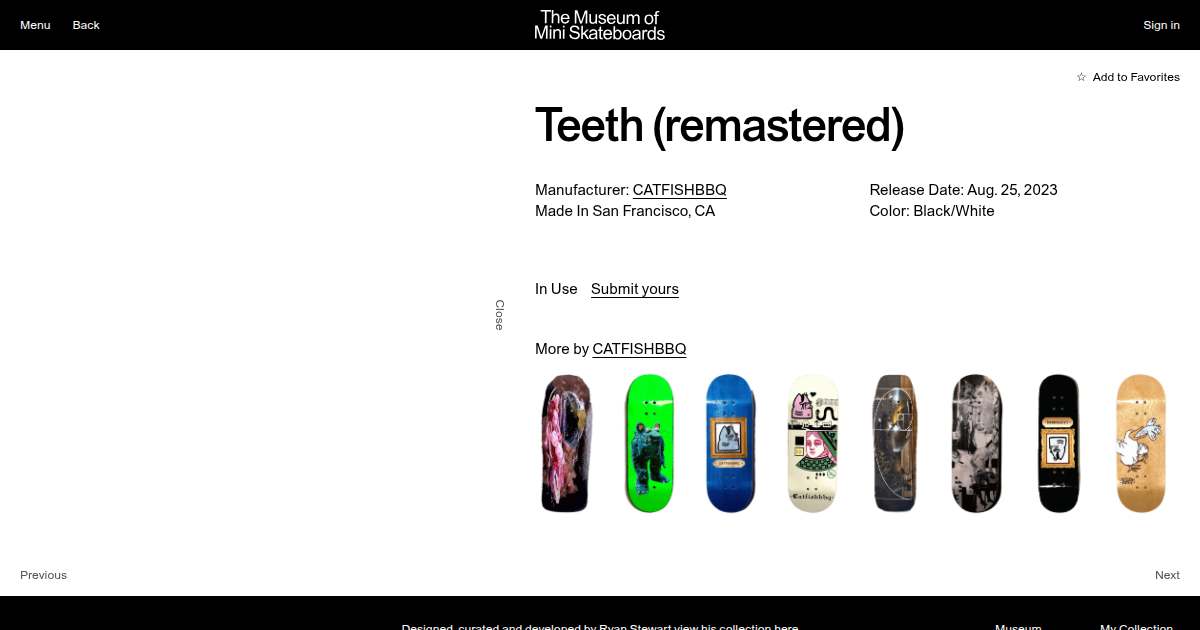 Menu
Back
The Museum of
Mini Skateboards
Sign in
☆ Add to Favorites
Teeth (remastered)
Manufacturer: CATFISHBBQ
Release Date: Aug. 25, 2023
Made In San Francisco, CA
Color: Black/White
In Use Submit yours
Close
More by CATFISHBBQ
Catfishbbq
Previous
Next
Designed, curated and developed by Ryan Stewart view his collection here.
Museum
My Collection